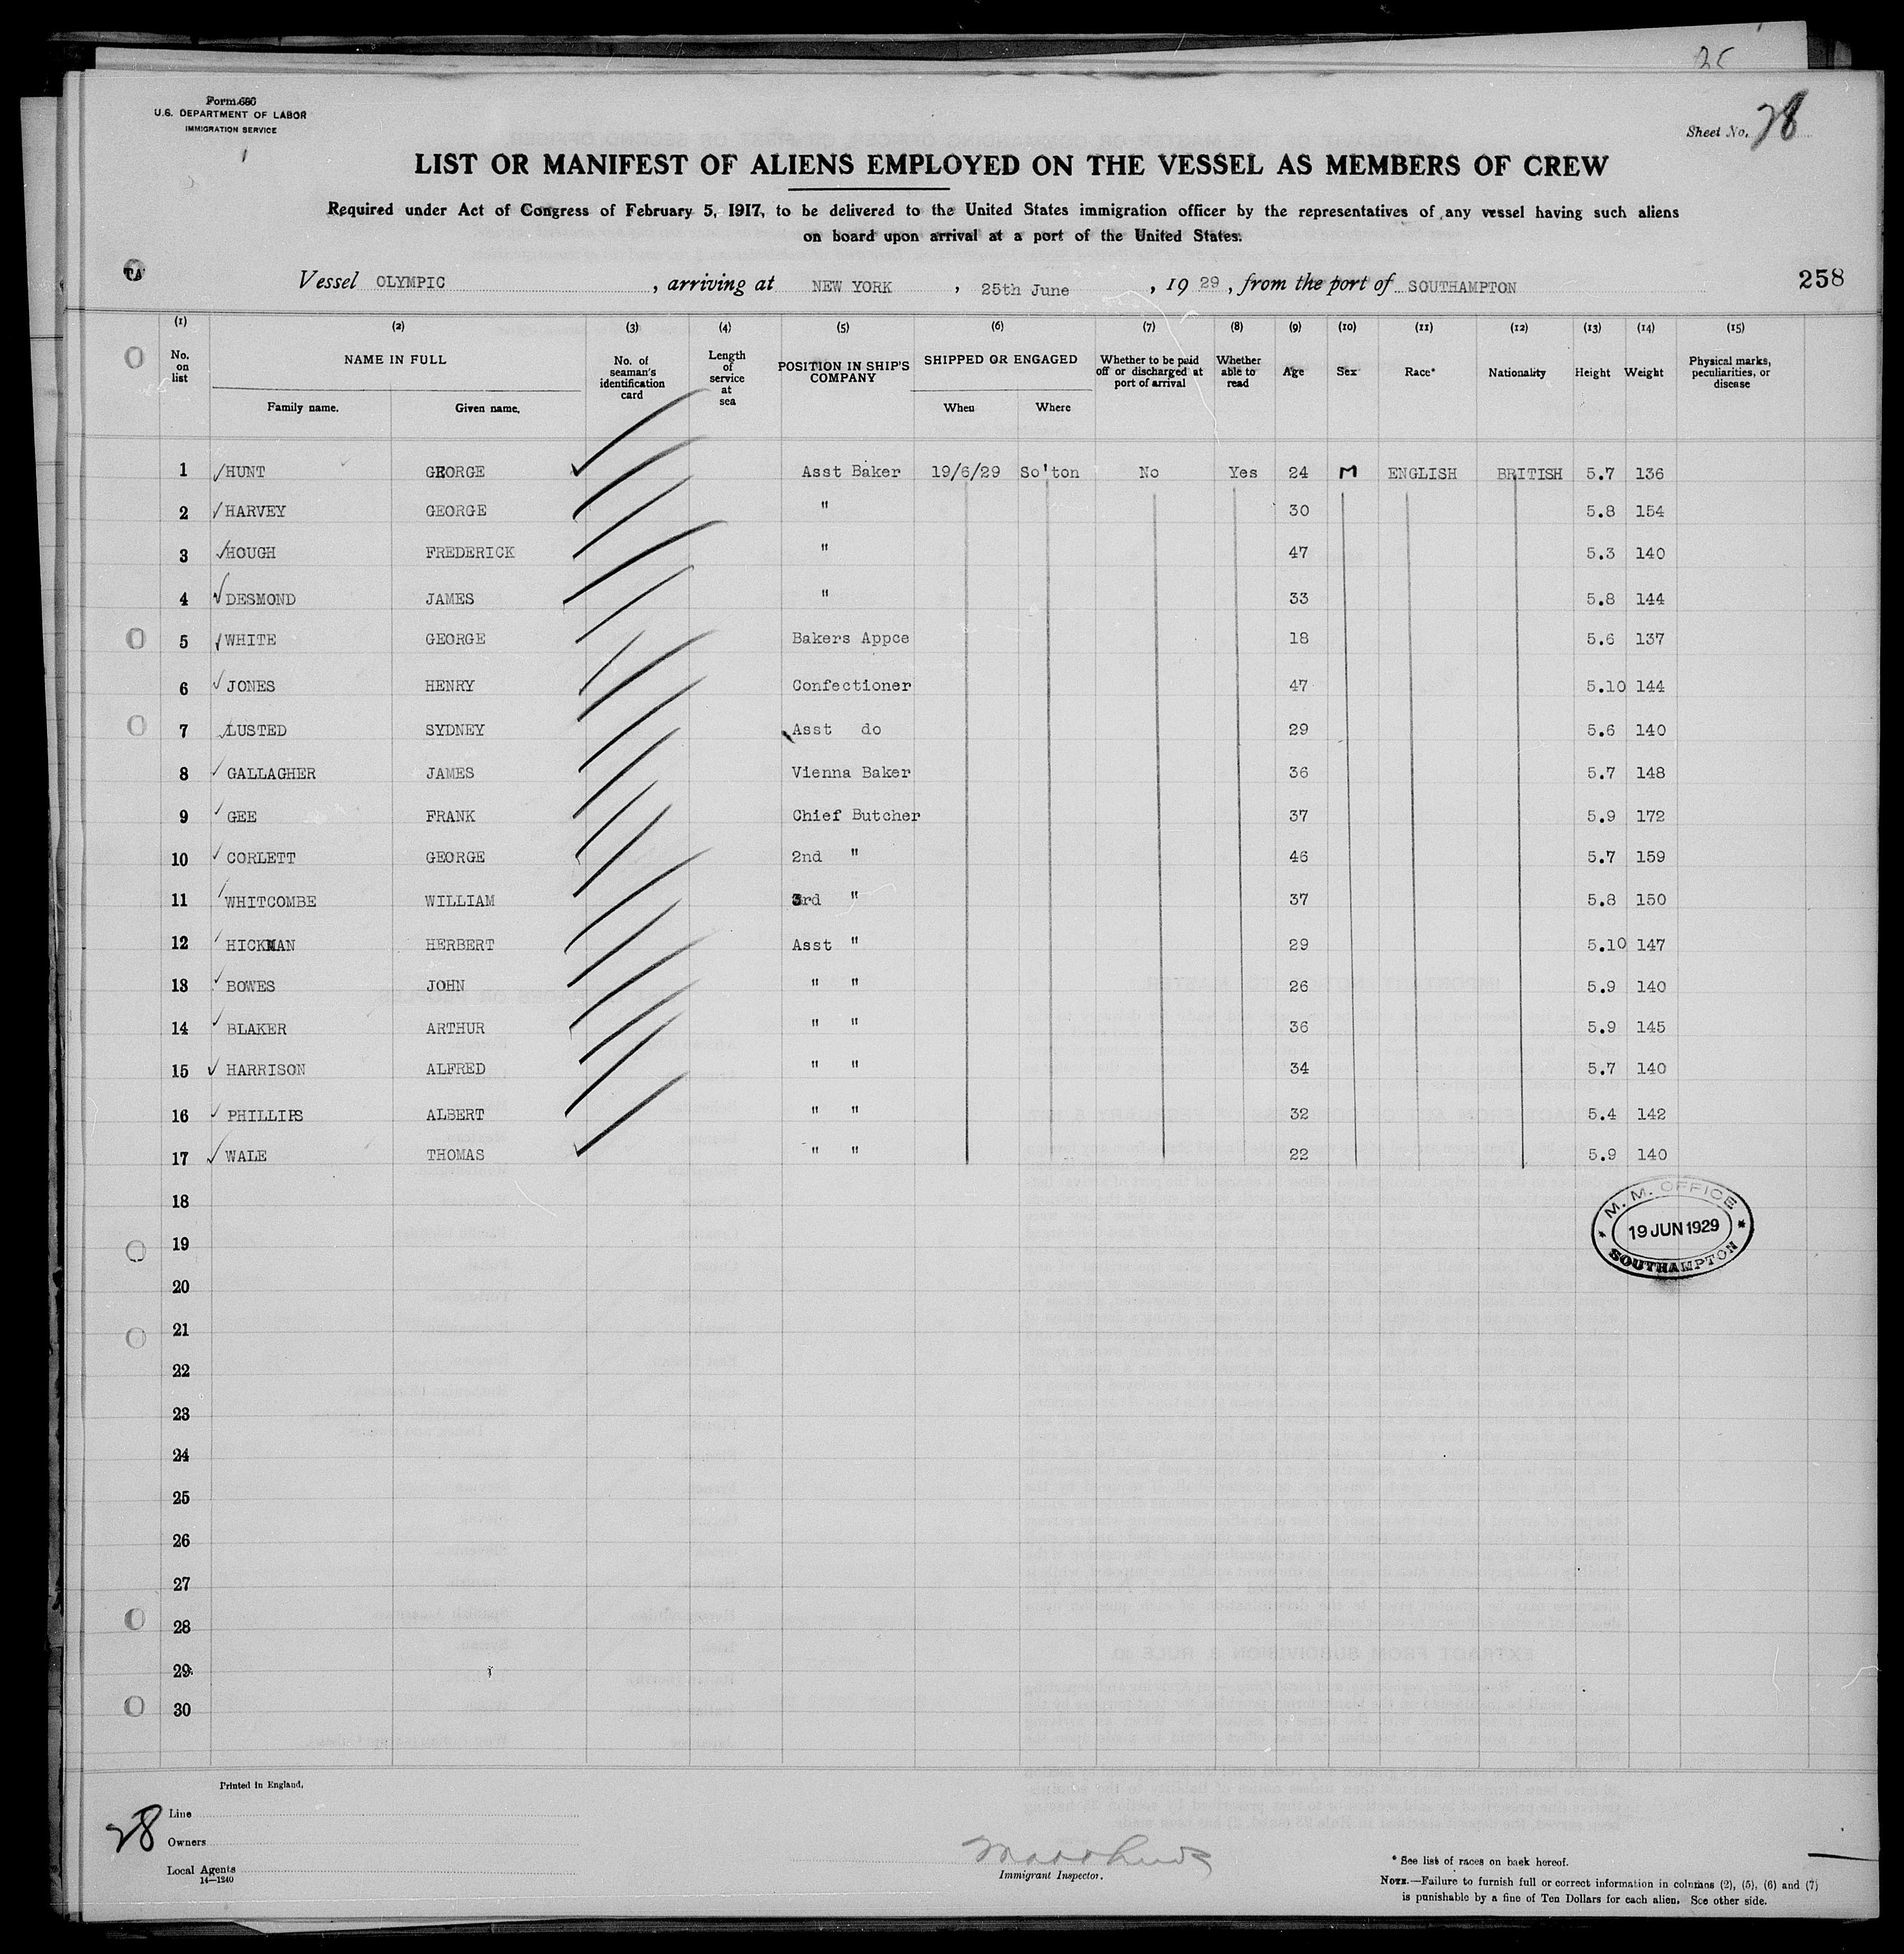 25
Form 680
U.S. DEPARTMENT OF LABOR
IMMIGRATION SERVICE
Sheet No. 28
LIST OR MANIFEST OF ALIENS EMPLOYED ON THE VESSEL AS MEMBERS OF CREW
Required under Act of Congress of February 5, 1917, to be delivered to the United States immigration officer by the representatives of any vessel having such aliens
on board upon arrival at a port of the United States.
TA
Vessel OLYMPIC , arriving at NEW YORK , 25th June , 19 29 , from the port of SOUTHAMPTON 258
(1) (2) (3) (4) (5) (6) (7) (8) (9) (10) (11) (12) (13) (14) (15)
No. on list NAME IN FULL No. of seaman's identification card Length of service at sea POSITION IN SHIP'S COMPANY SHIPPED OR ENGAGED Whether to be paid off or discharged at port of arrival Whether able to read Age Sex Race* Nationality Height Weight Physical marks, peculiarities, or disease
Family name. Given name. When Where
1 HUNT GEORGE Asst Baker 19/6/29 So'ton No Yes 24 M ENGLISH BRITISH 5.7 136
2 HARVEY GEORGE " 30 5.8 154
3 HOUGH FREDERICK " 47 5.3 140
4 DESMOND JAMES " 33 5.8 144
5 WHITE GEORGE Bakers Appce 18 5.6 137
6 JONES HENRY Confectioner 47 5.10 144
7 LUSTED SYDNEY Asst do 29 5.6 140
8 GALLAGHER JAMES Vienna Baker 36 5.7 148
9 GEE FRANK Chief Butcher 37 5.9 172
10 CORLETT GEORGE 2nd " 46 5.7 159
11 WHITCOMBE WILLIAM 3rd " 37 5.8 150
12 HICKMAN HERBERT Asst " 29 5.10 147
13 BOWES JOHN " " 26 5.9 140
14 BLAKER ARTHUR " " 36 5.9 145
15 HARRISON ALFRED " " 34 5.7 140
16 PHILLIPS ALBERT " " 32 5.4 142
17 WALE THOMAS " " 22 5.9 140
18
M. M. OFFICE
19 19 JUN 1929
SOUTHAMPTON
20
21
22
23
24
25
26
27
28
29
30
Printed in England.
28
Line
Owners
Local Agents
14—1240
Immigrant Inspector.
* See list of races on back hereof.
NOTE.—Failure to furnish full or correct information in columns (2), (5), (6) and (7)
is punishable by a fine of Ten Dollars for each alien. See other side.